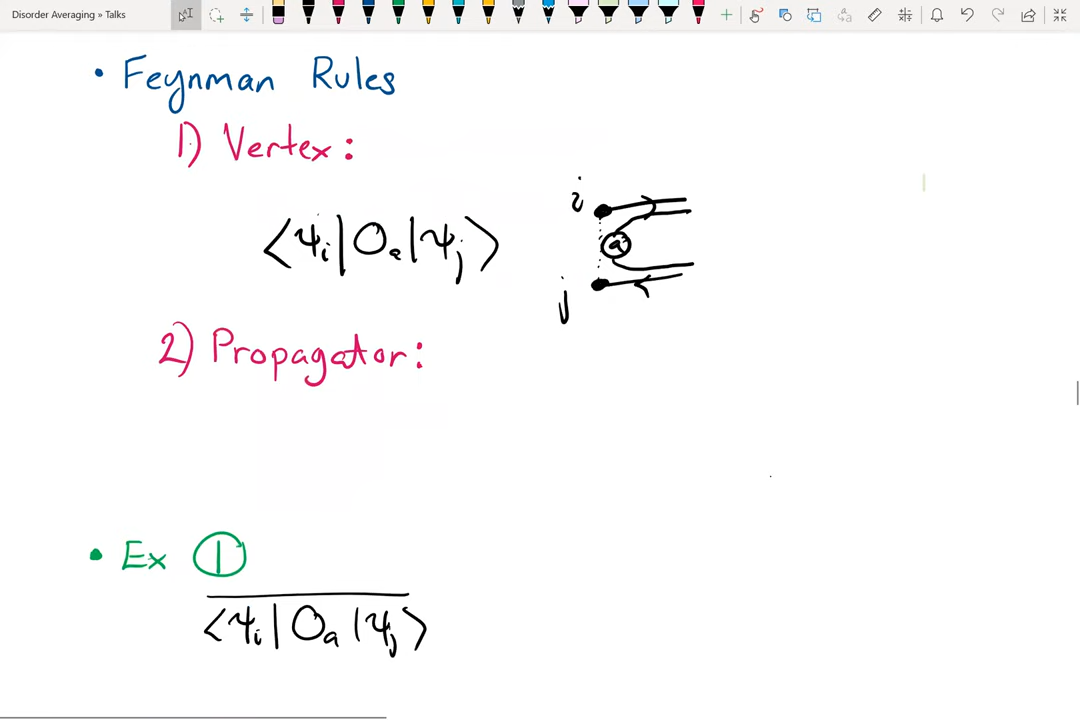 Disorder Averaging » Talks
• Feynman Rules
1) Vertex:
⟨ψᵢ|Oₐ|ψⱼ⟩
i
a
j
2) Propagator:
• Ex ①
⟨ψᵢ|Oₐ|ψⱼ⟩